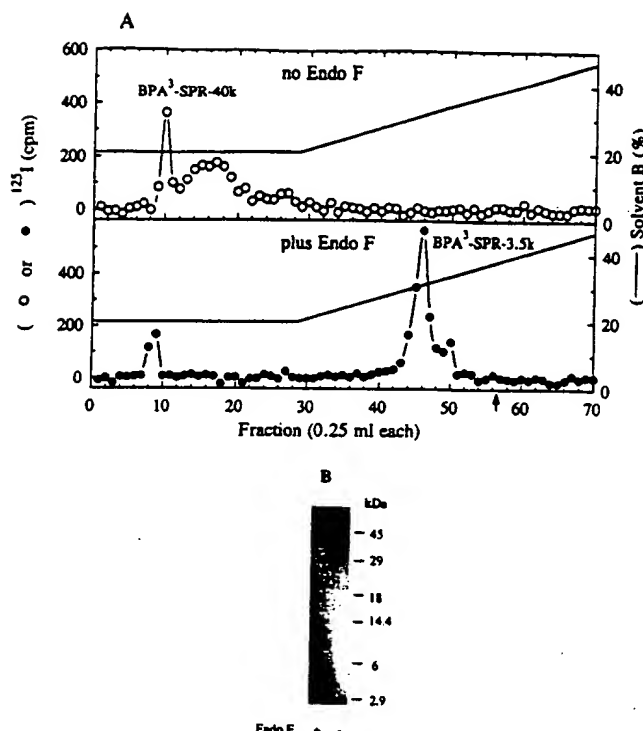 A
no Endo F
BPA³-SPR-40k
600
400
200
0
40
20
0
plus Endo F
BPA³-SPR-3.5k
400
200
0
40
20
0
( ○ or ● ) ¹²⁵I (cpm)
(—) Solvent B (%)
0 10 20 30 40 50 60 70
Fraction (0.25 ml each)
B
kDa
45
29
18
14.4
6
2.9
Endo F